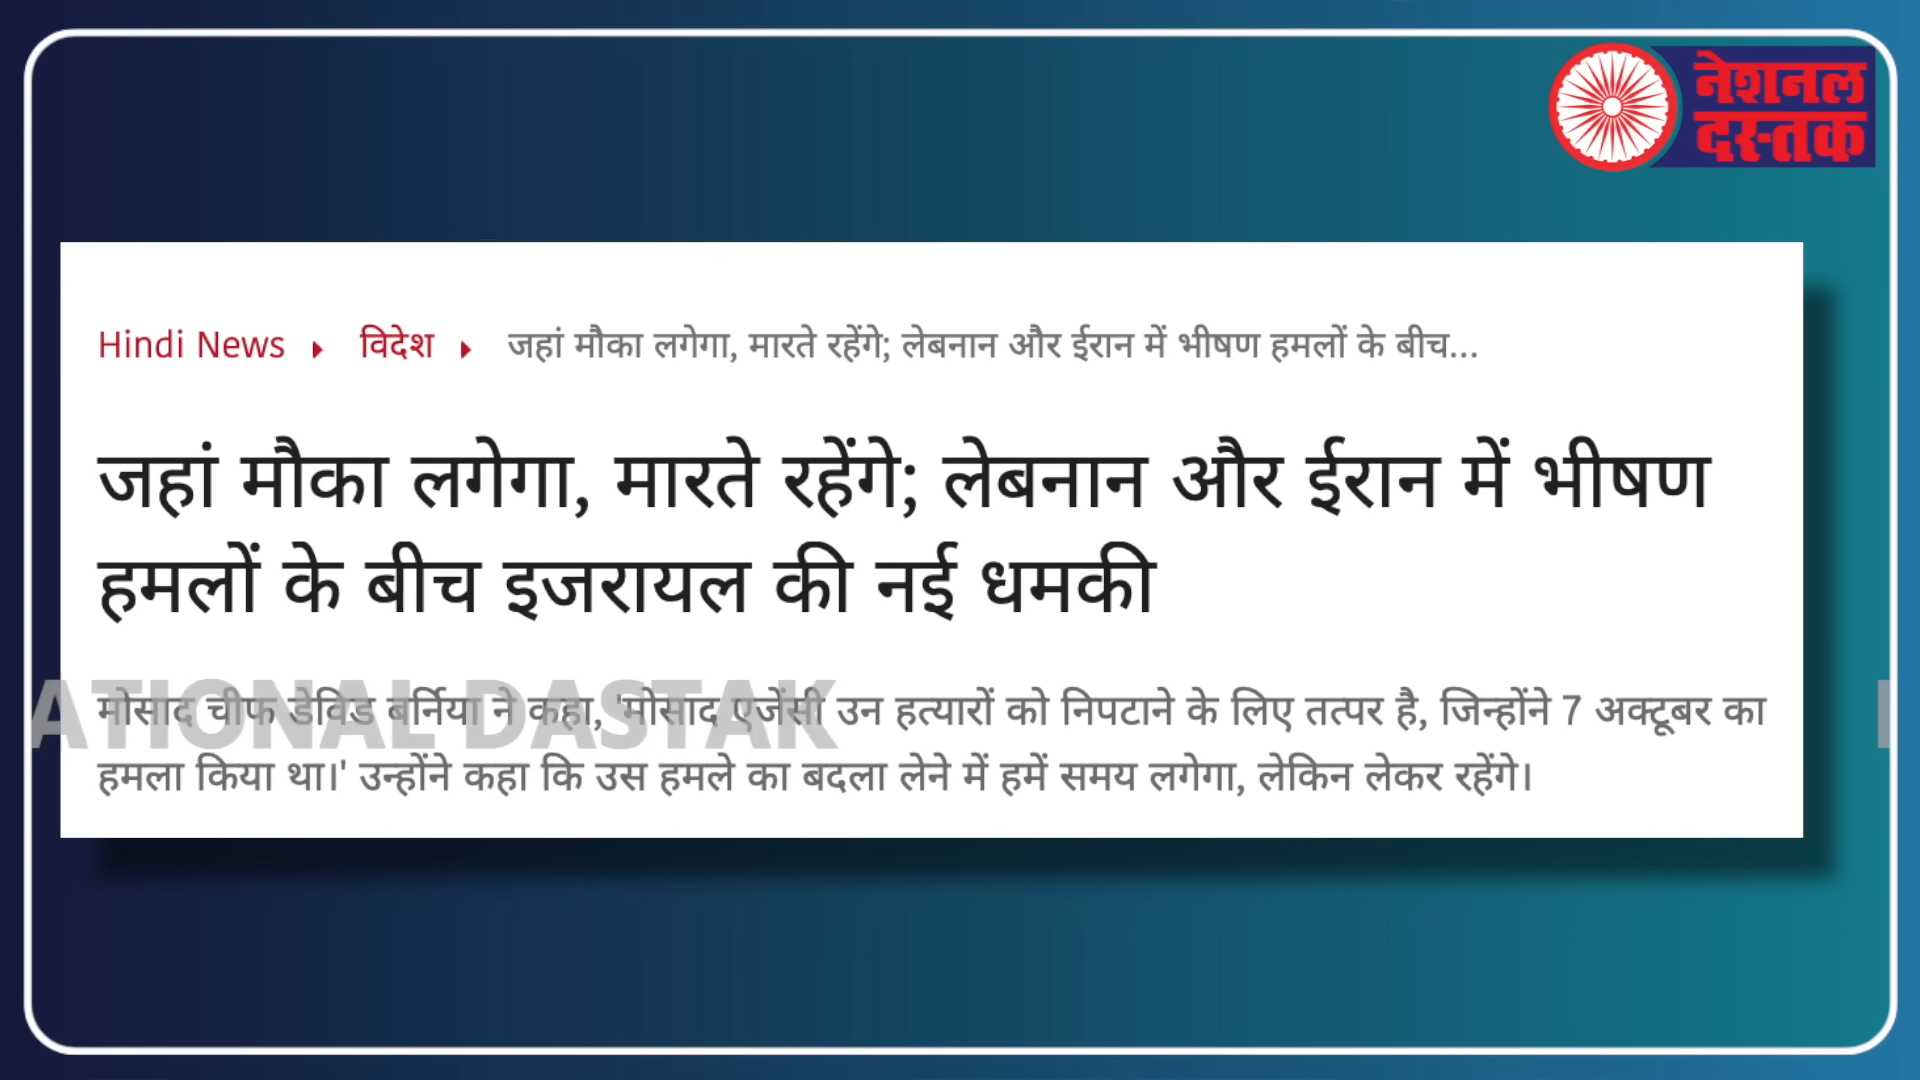 नेशनल
दस्तक
Hindi News विदेश जहां मौका लगेगा, मारते रहेंगे; लेबनान और ईरान में भीषण हमलों के बीच...
जहां मौका लगेगा, मारते रहेंगे; लेबनान और ईरान में भीषण
हमलों के बीच इजरायल की नई धमकी
मोसाद चीफ डेविड बर्निया ने कहा, 'मोसाद एजेंसी उन हत्यारों को निपटाने के लिए तत्पर है, जिन्होंने 7 अक्टूबर का
ATIONAL DASTAK
हमला किया था।' उन्होंने कहा कि उस हमले का बदला लेने में हमें समय लगेगा, लेकिन लेकर रहेंगे।